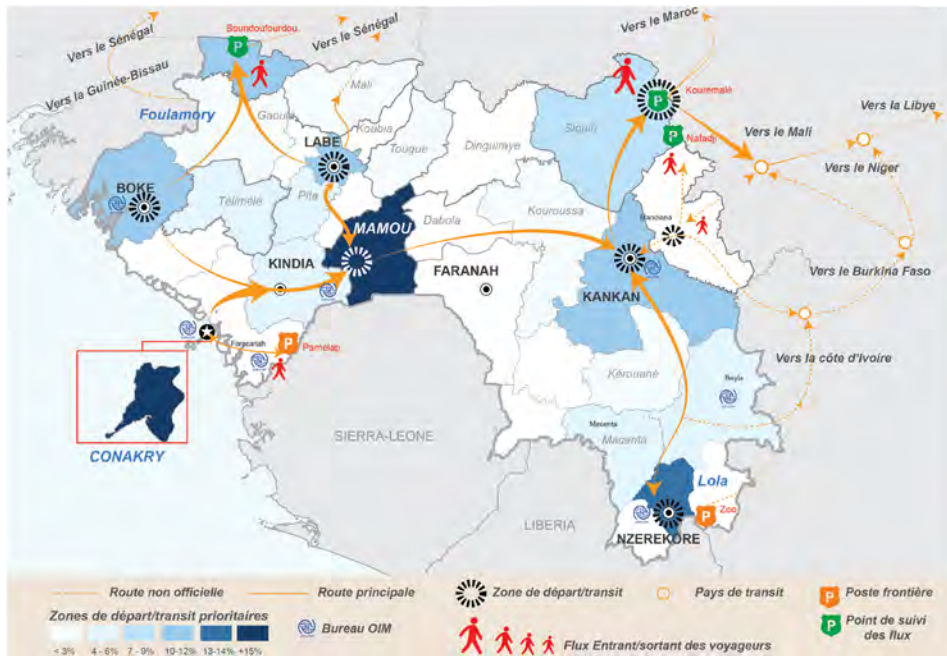 Vers le Sénégal
Boundoufourdou
Vers le Sénégal
Vers le Maroc
Vers la Guinée-Bissau
Mali
Kouremalé
Vers la Libye
Foulamory
Gaoual
Koubia
Siguiri
Nafadji
Vers le Mali
LABE
Tougue
Dinguiraye
Vers le Niger
BOKE
Télimélé
Pita
MAMOU
Dabola
Kouroussa
Mandiana
KINDIA
FARANAH
KANKAN
Vers le Burkina Faso
Forecariah
Pamelap
Vers la côte d'Ivoire
Kérouané
Beyla
CONAKRY
SIERRA-LEONE
Macenta
Macenta
Lola
Zoo
LIBERIA
NZEREKORE
Route non officielle
Route principale
Zone de départ/transit
Pays de transit
P Poste frontière
Zones de départ/transit prioritaires
Bureau OIM
Flux Entrant/sortant des voyageurs
P Point de suivi
des flux
< 3% 4 - 6% 7 - 9% 10-12% 13-14% +15%